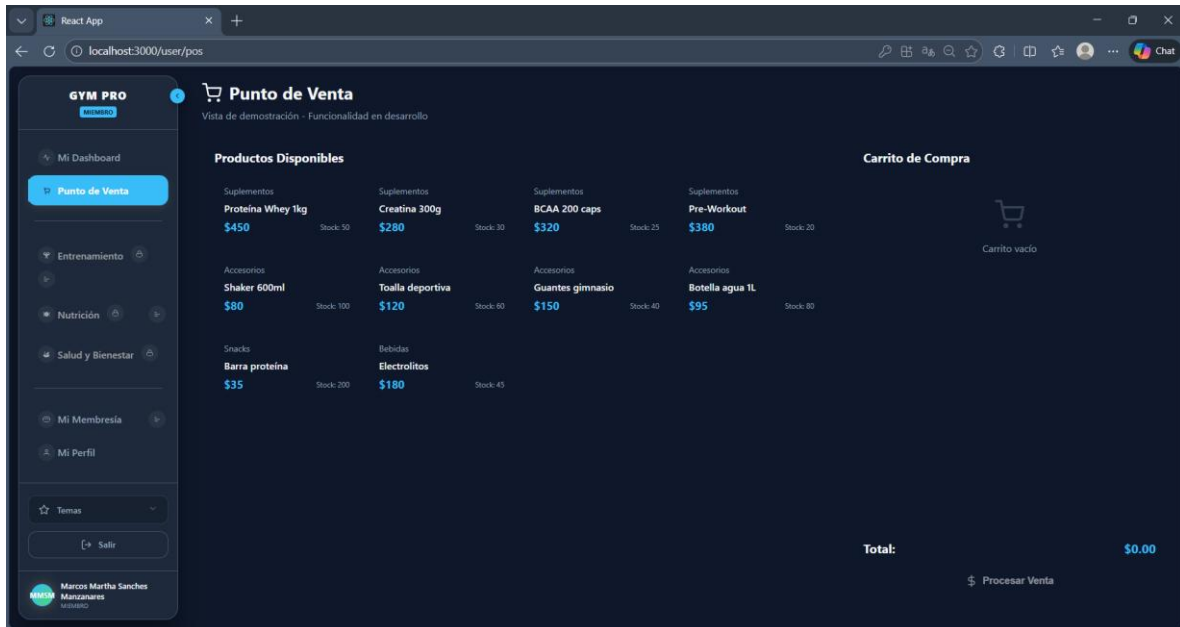 React App
localhost:3000/user/pos
Chat
GYM PRO
MIEMBRO
Mi Dashboard
Punto de Venta
Entrenamiento
Nutrición
Salud y Bienestar
Mi Membresía
Mi Perfil
Temas
Salir
MMSM
Marcos Martha Sanches
Manzanares
MIEMBRO
Punto de Venta
Vista de demostración - Funcionalidad en desarrollo
Productos Disponibles
Suplementos
Proteína Whey 1kg
$450 Stock: 50
Suplementos
Creatina 300g
$280 Stock: 30
Suplementos
BCAA 200 caps
$320 Stock: 25
Suplementos
Pre-Workout
$380 Stock: 20
Accesorios
Shaker 600ml
$80 Stock: 100
Accesorios
Toalla deportiva
$120 Stock: 60
Accesorios
Guantes gimnasio
$150 Stock: 40
Accesorios
Botella agua 1L
$95 Stock: 80
Snacks
Barra proteína
$35 Stock: 200
Bebidas
Electrolitos
$180 Stock: 45
Carrito de Compra
Carrito vacío
Total: $0.00
$ Procesar Venta